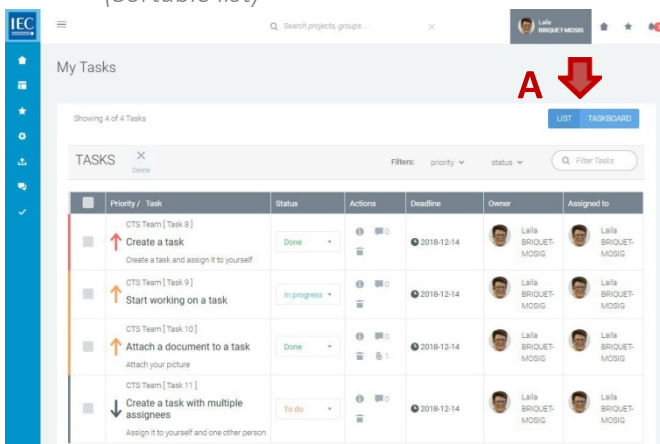 (Sortable list)
IEC
Search projects, groups...
Laila
BRIQUET-MOSIG
My Tasks
A
Showing 4 of 4 Tasks
LIST TASKBOARD
TASKS
Delete
Filters: priority status
Filter Tasks
Priority / Task Status Actions Deadline Owner Assigned to
CTS Team [ Task 8 ]
Create a task
Create a task and assign it to yourself
Done
0
2018-12-14
Laila
BRIQUET-
MOSIG
Laila
BRIQUET-
MOSIG
CTS Team [ Task 9 ]
Start working on a task
In progress
0
2018-12-14
Laila
BRIQUET-
MOSIG
Laila
BRIQUET-
MOSIG
CTS Team [ Task 10 ]
Attach a document to a task
Attach your picture
Done
0
1
2018-12-14
Laila
BRIQUET-
MOSIG
Laila
BRIQUET-
MOSIG
CTS Team [ Task 11 ]
Create a task with multiple
assignees
Assign it to yourself and one other person
To do
0
2018-12-14
Laila
BRIQUET-
MOSIG
Laila
BRIQUET-
MOSIG